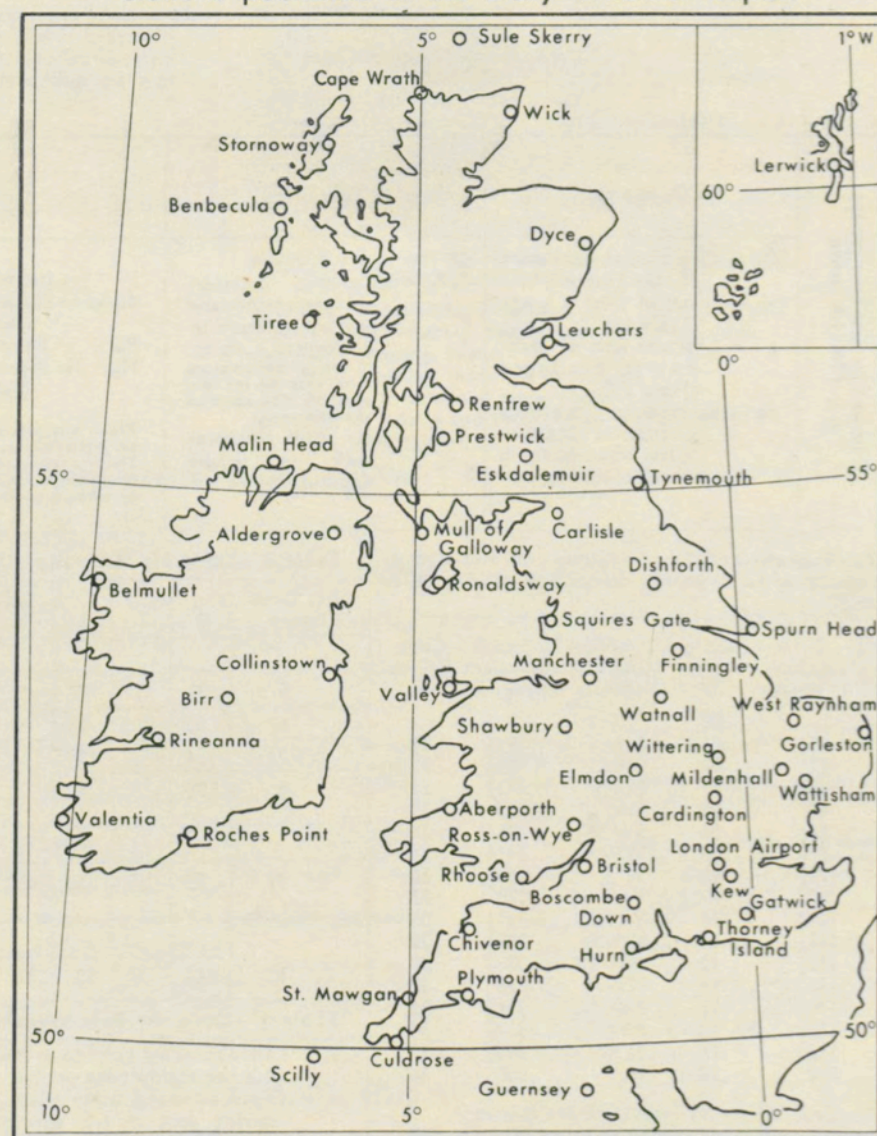 10°
5°
Sule Skerry
1°W
Cape Wrath
Wick
Stornoway
Lerwick
60°
Benbecula
Dyce
Tiree
Leuchars
0°
Renfrew
Malin Head
Prestwick
Eskdalemuir
55°
Tynemouth
55°
Aldergrove
Mull of
Galloway
Carlisle
Belmullet
Ronaldsway
Dishforth
Squires Gate
Spurn Head
Collinstown
Manchester
Finningley
Birr
Valley
Watnall
West Raynham
Rineanna
Shawbury
Wittering
Gorleston
Elmdon
Mildenhall
Wattisham
Valentia
Aberporth
Cardington
Roches Point
Ross-on-Wye
London Airport
Rhoose
Bristol
Kew
Boscombe
Down
Gatwick
Chivenor
Hurn
Thorney
Island
St. Mawgan
Plymouth
50°
50°
Scilly
Culdrose
Guernsey
10°
5°
0°